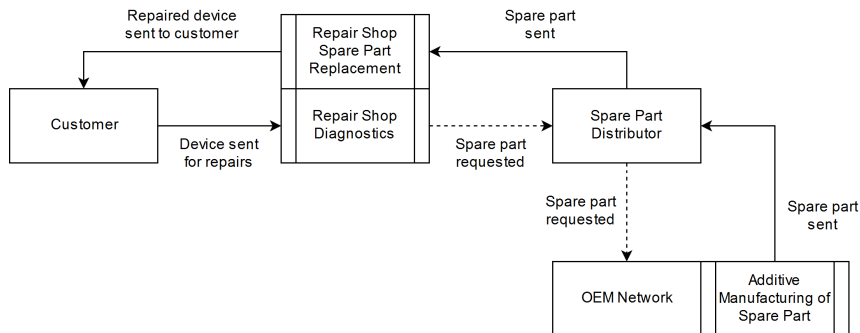 Repaired device
sent to customer
Repair Shop
Spare Part
Replacement
Spare part
sent
Customer
Device sent
for repairs
Repair Shop
Diagnostics
Spare part
requested
Spare Part
Distributor
Spare part
requested
Spare part
sent
OEM Network
Additive
Manufacturing of
Spare Part